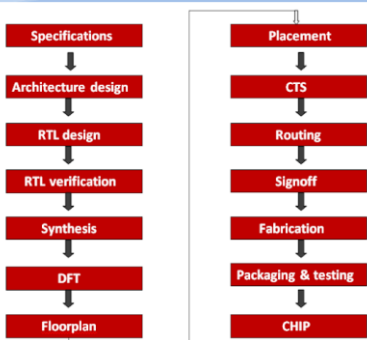 Specifications
Architecture design
RTL design
RTL verification
Synthesis
DFT
Floorplan
Placement
CTS
Routing
Signoff
Fabrication
Packaging & testing
CHIP